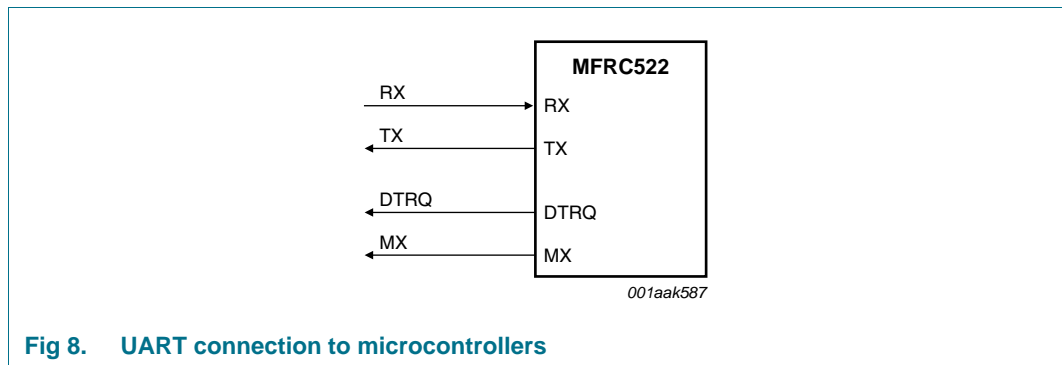 MFRC522
RX RX
TX TX
DTRQ DTRQ
MX MX
001aak587
Fig 8. UART connection to microcontrollers